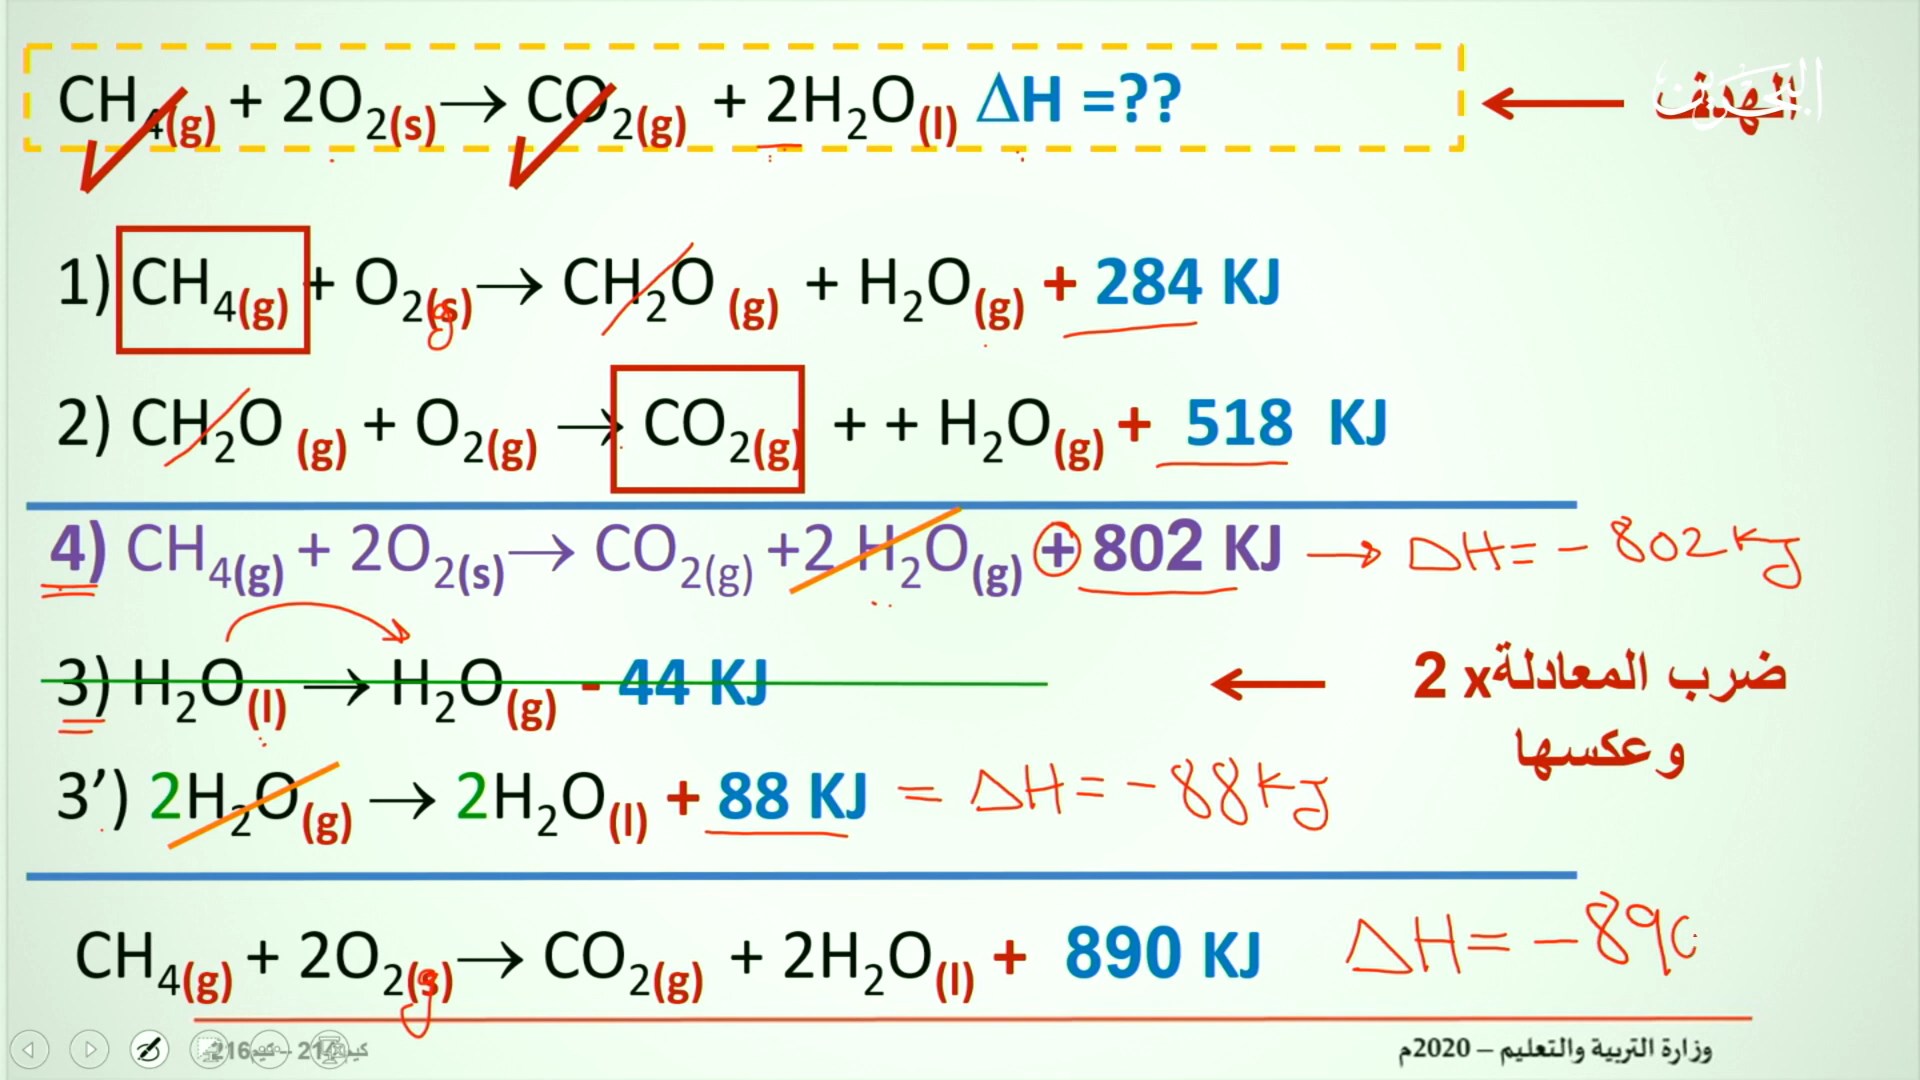 CH₄(g) + 2O₂(s) → CO₂(g) + 2H₂O(l) ΔH =??
الهدف
البحرين
1) CH₄(g) + O₂(s) g → CH₂O (g) + H₂O(g) + 284 KJ
2) CH₂O (g) + O₂(g) → CO₂(g) + + H₂O(g) + 518 KJ
4) CH₄(g) + 2O₂(s) → CO₂(g) +2 H₂O(g) + 802 KJ → ΔH = - 802 KJ
3) H₂O(l) → H₂O(g) - 44 KJ
ضرب المعادلة x 2
وعكسها
3’) 2H₂O(g) → 2H₂O(l) + 88 KJ = ΔH = - 88 KJ
CH₄(g) + 2O₂(s) g → CO₂(g) + 2H₂O(l) + 890 KJ ΔH = - 890
وزارة التربية والتعليم – 2020م